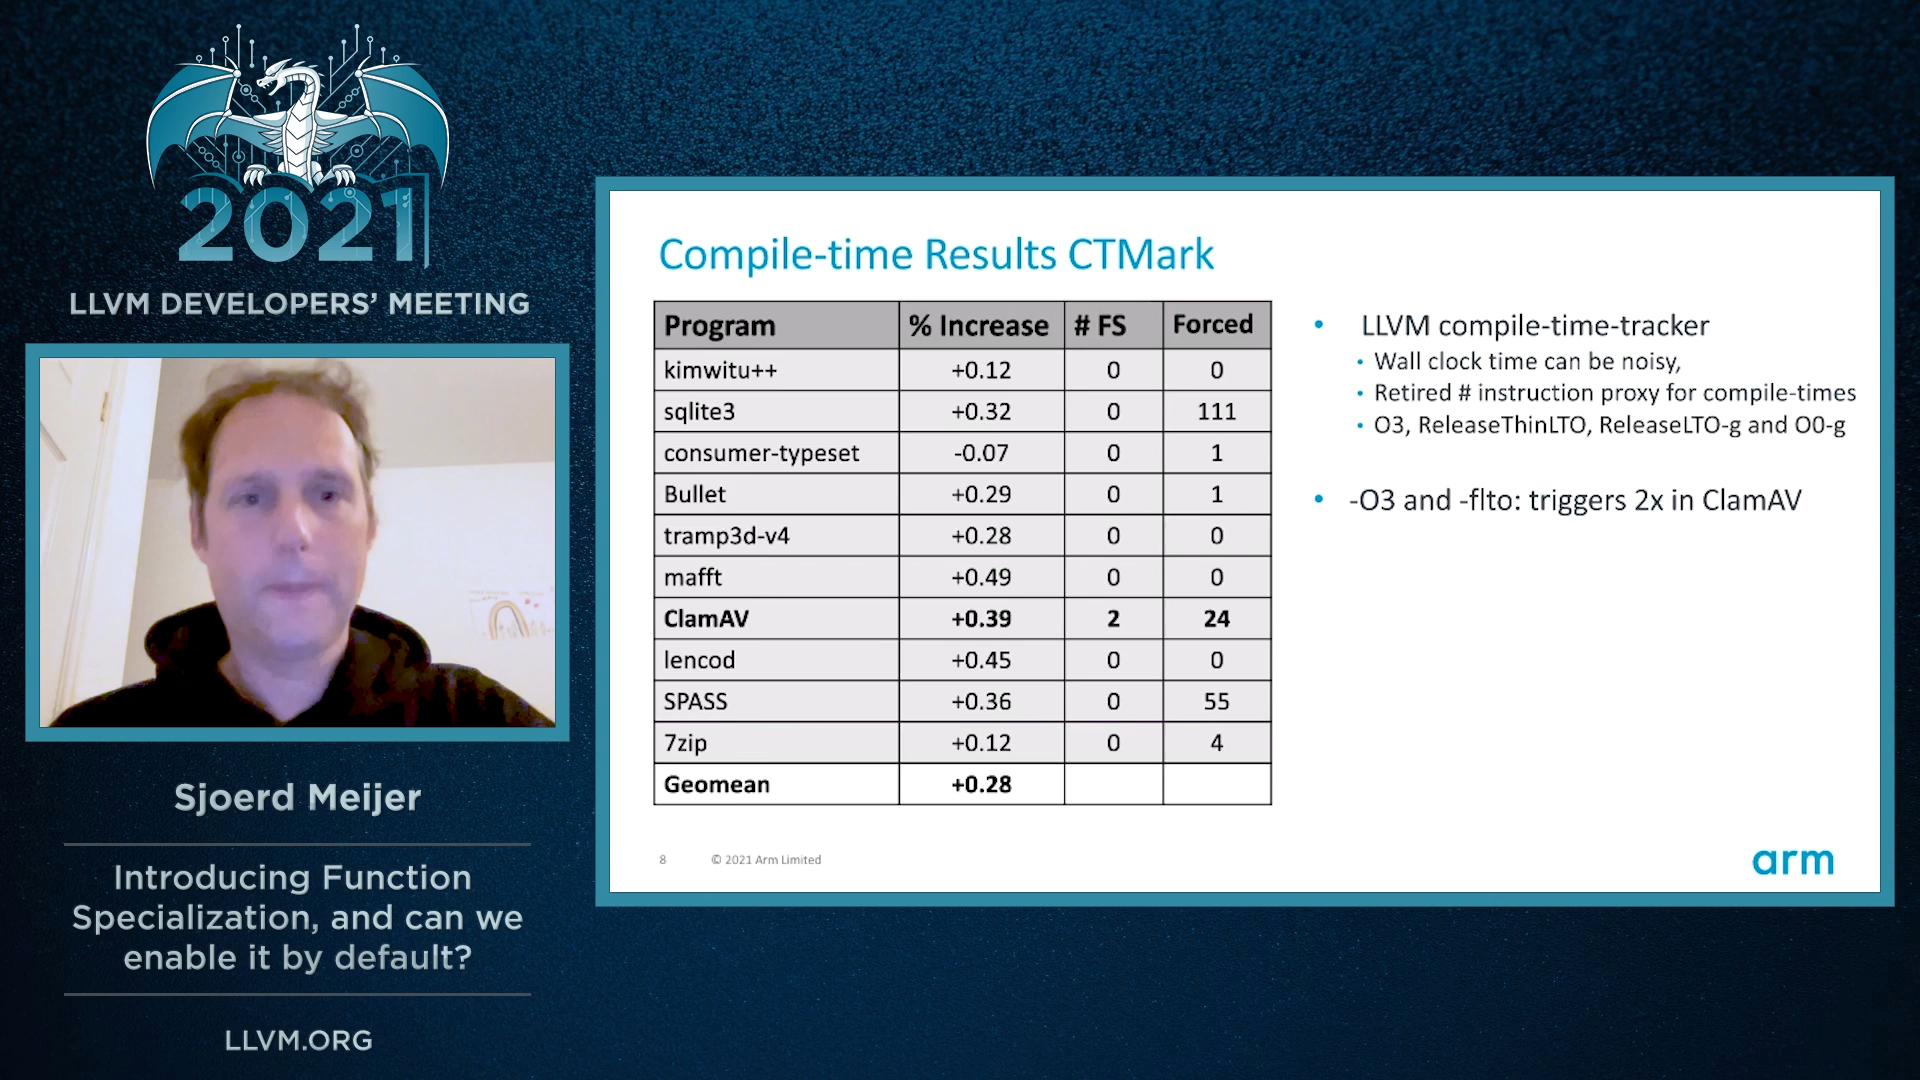 2021
LLVM DEVELOPERS' MEETING
Sjoerd Meijer
Introducing Function
Specialization, and can we
enable it by default?
LLVM.ORG
Compile-time Results CTMark
Program % Increase # FS Forced
kimwitu++ +0.12 0 0
sqlite3 +0.32 0 111
consumer-typeset -0.07 0 1
Bullet +0.29 0 1
tramp3d-v4 +0.28 0 0
mafft +0.49 0 0
ClamAV +0.39 2 24
lencod +0.45 0 0
SPASS +0.36 0 55
7zip +0.12 0 4
Geomean +0.28
• LLVM compile-time-tracker
• Wall clock time can be noisy,
• Retired # instruction proxy for compile-times
• O3, ReleaseThinLTO, ReleaseLTO-g and O0-g
• -O3 and -flto: triggers 2x in ClamAV
8 © 2021 Arm Limited
arm